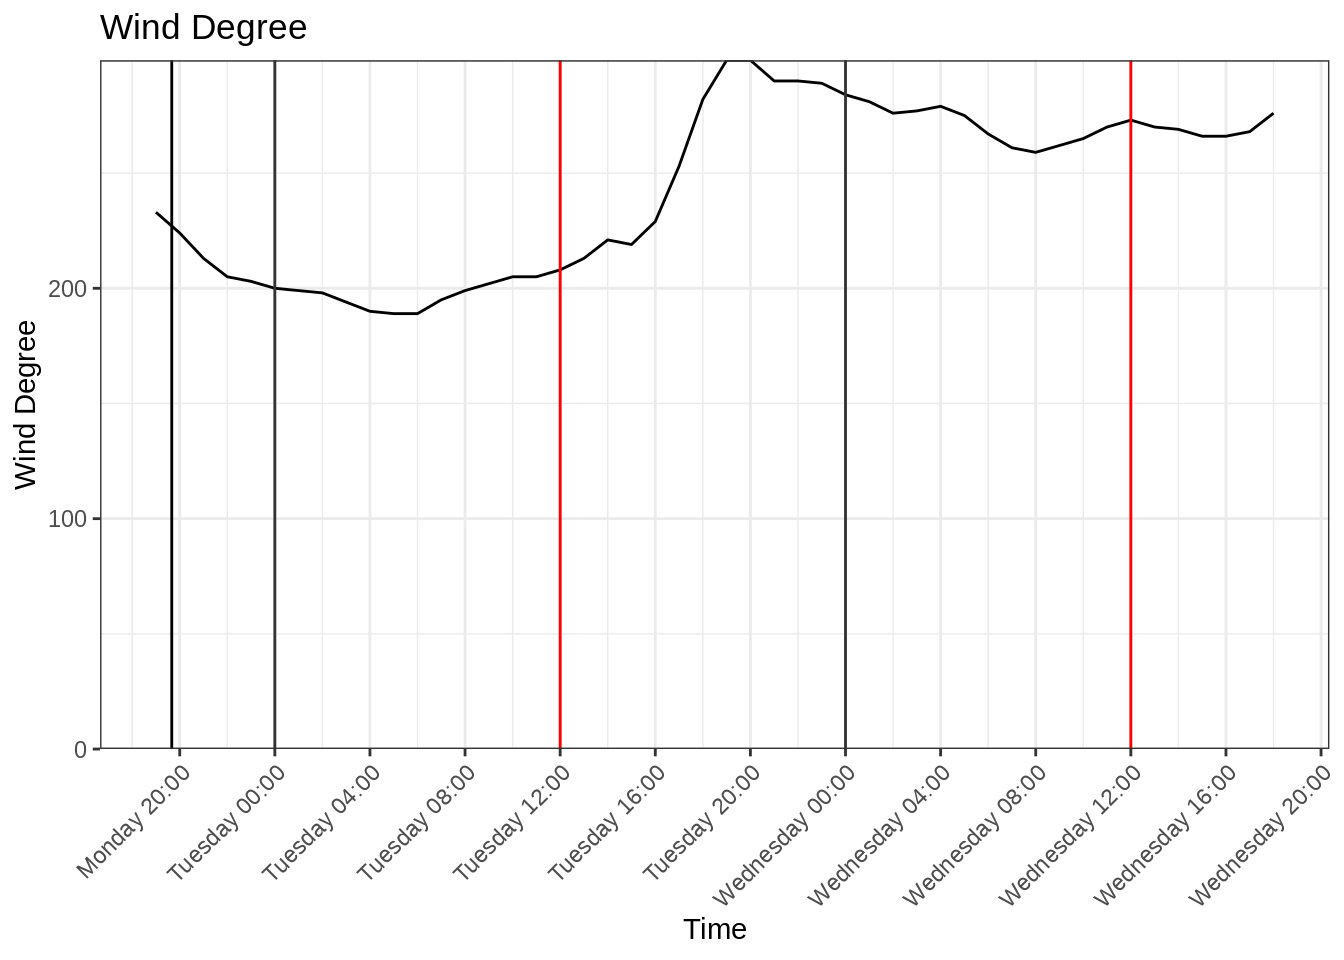 Wind Degree
Wind Degree
200
100
0
Monday 20:00
Tuesday 00:00
Tuesday 04:00
Tuesday 08:00
Tuesday 12:00
Tuesday 16:00
Tuesday 20:00
Wednesday 00:00
Wednesday 04:00
Wednesday 08:00
Wednesday 12:00
Wednesday 16:00
Wednesday 20:00
Time